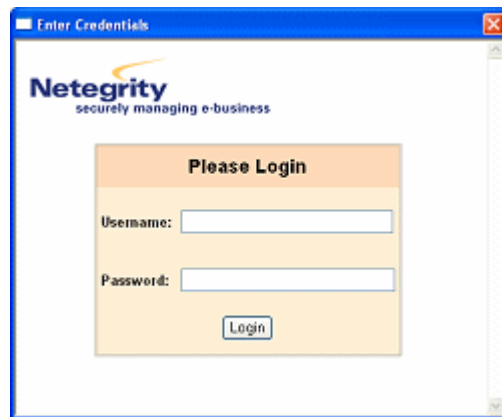 Enter Credentials
Netegrity
securely managing e-business
Please Login
Username:
Password:
Login